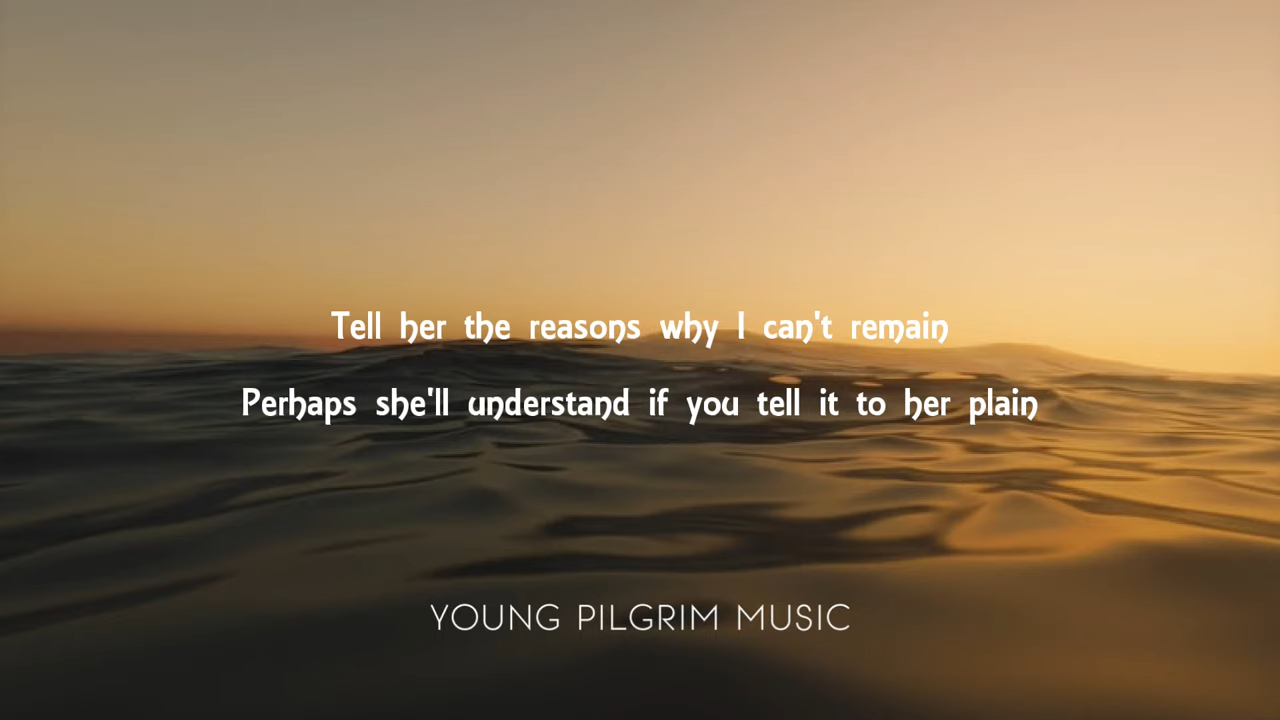 Tell her the reasons why I can't remain
Perhaps she'll understand if you tell it to her plain
YOUNG PILGRIM MUSIC